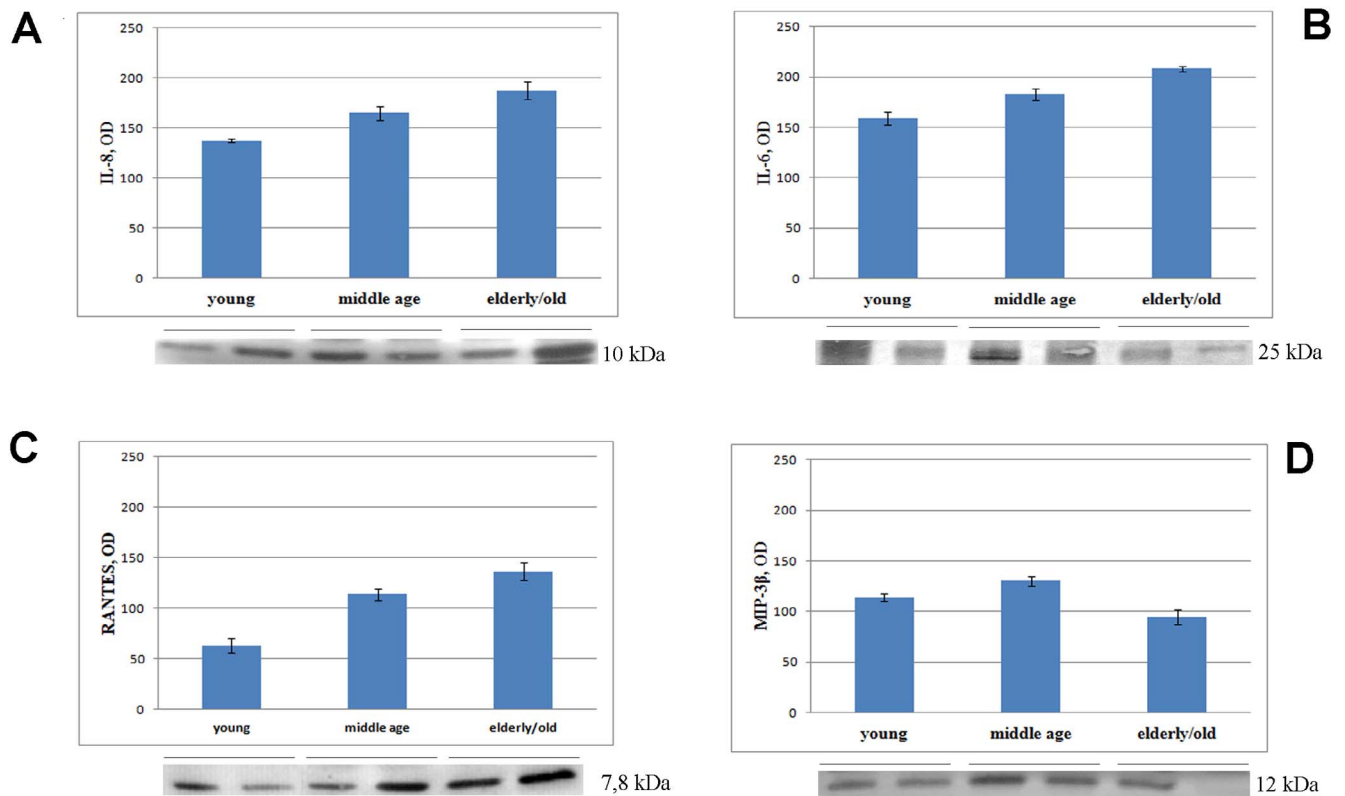 A
250
200
150
100
50
0
IL-8, OD
young middle age elderly/old
10 kDa
B
250
200
150
100
50
0
IL-6, OD
young middle age elderly/old
25 kDa
C
250
200
150
100
50
0
RANTES, OD
young middle age elderly/old
7,8 kDa
D
250
200
150
100
50
0
MIP-3β, OD
young middle age elderly/old
12 kDa